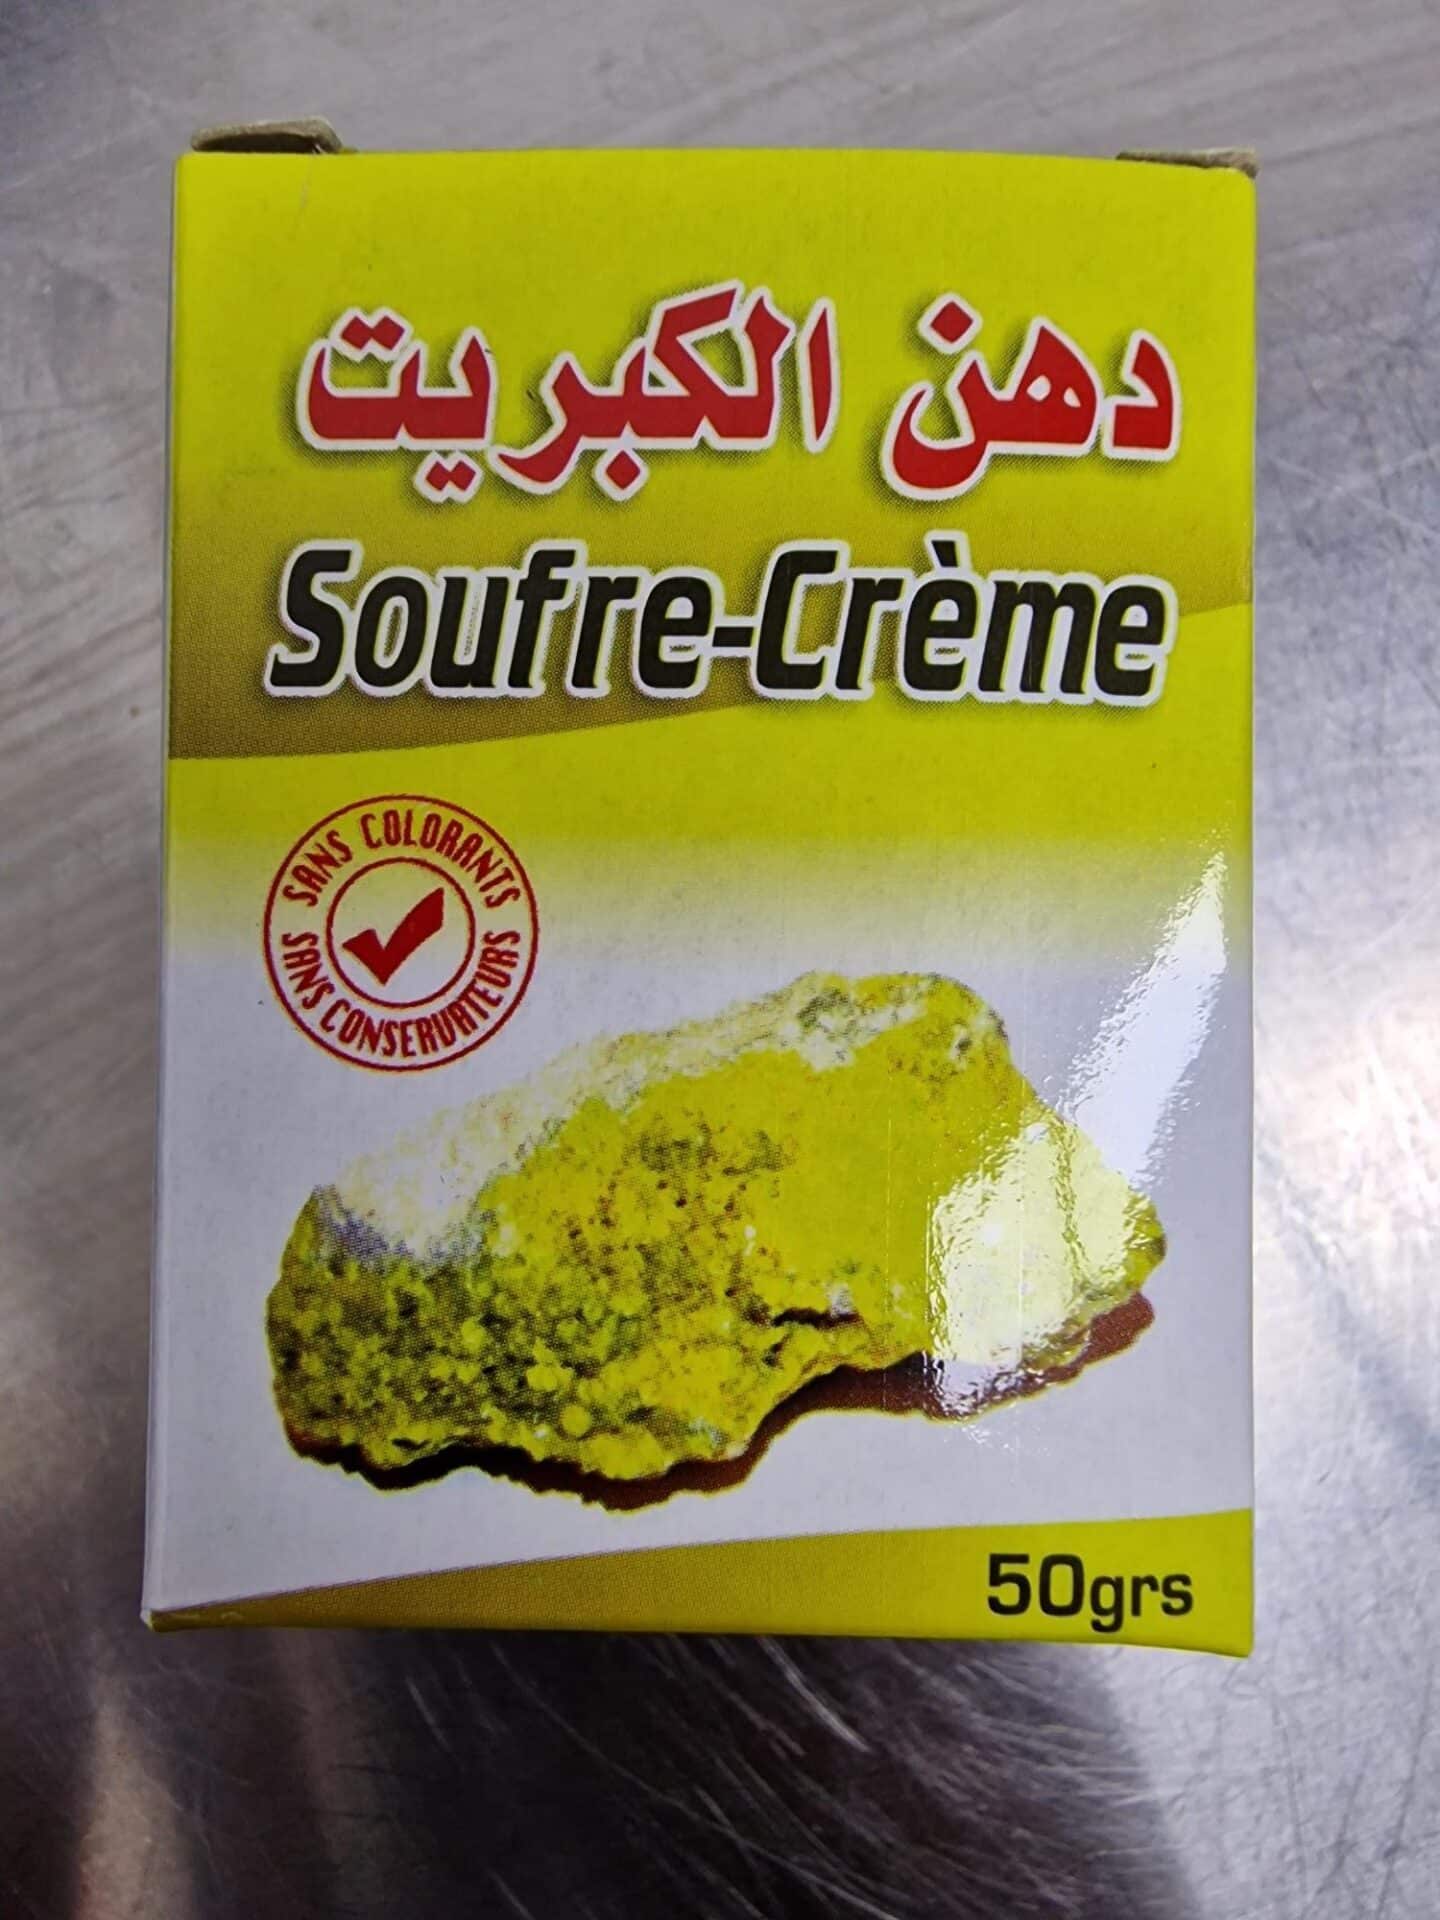 دهن الكبريت
Soufre-Crème
SANS COLORANTS
SANS CONSERVATEURS
50grs